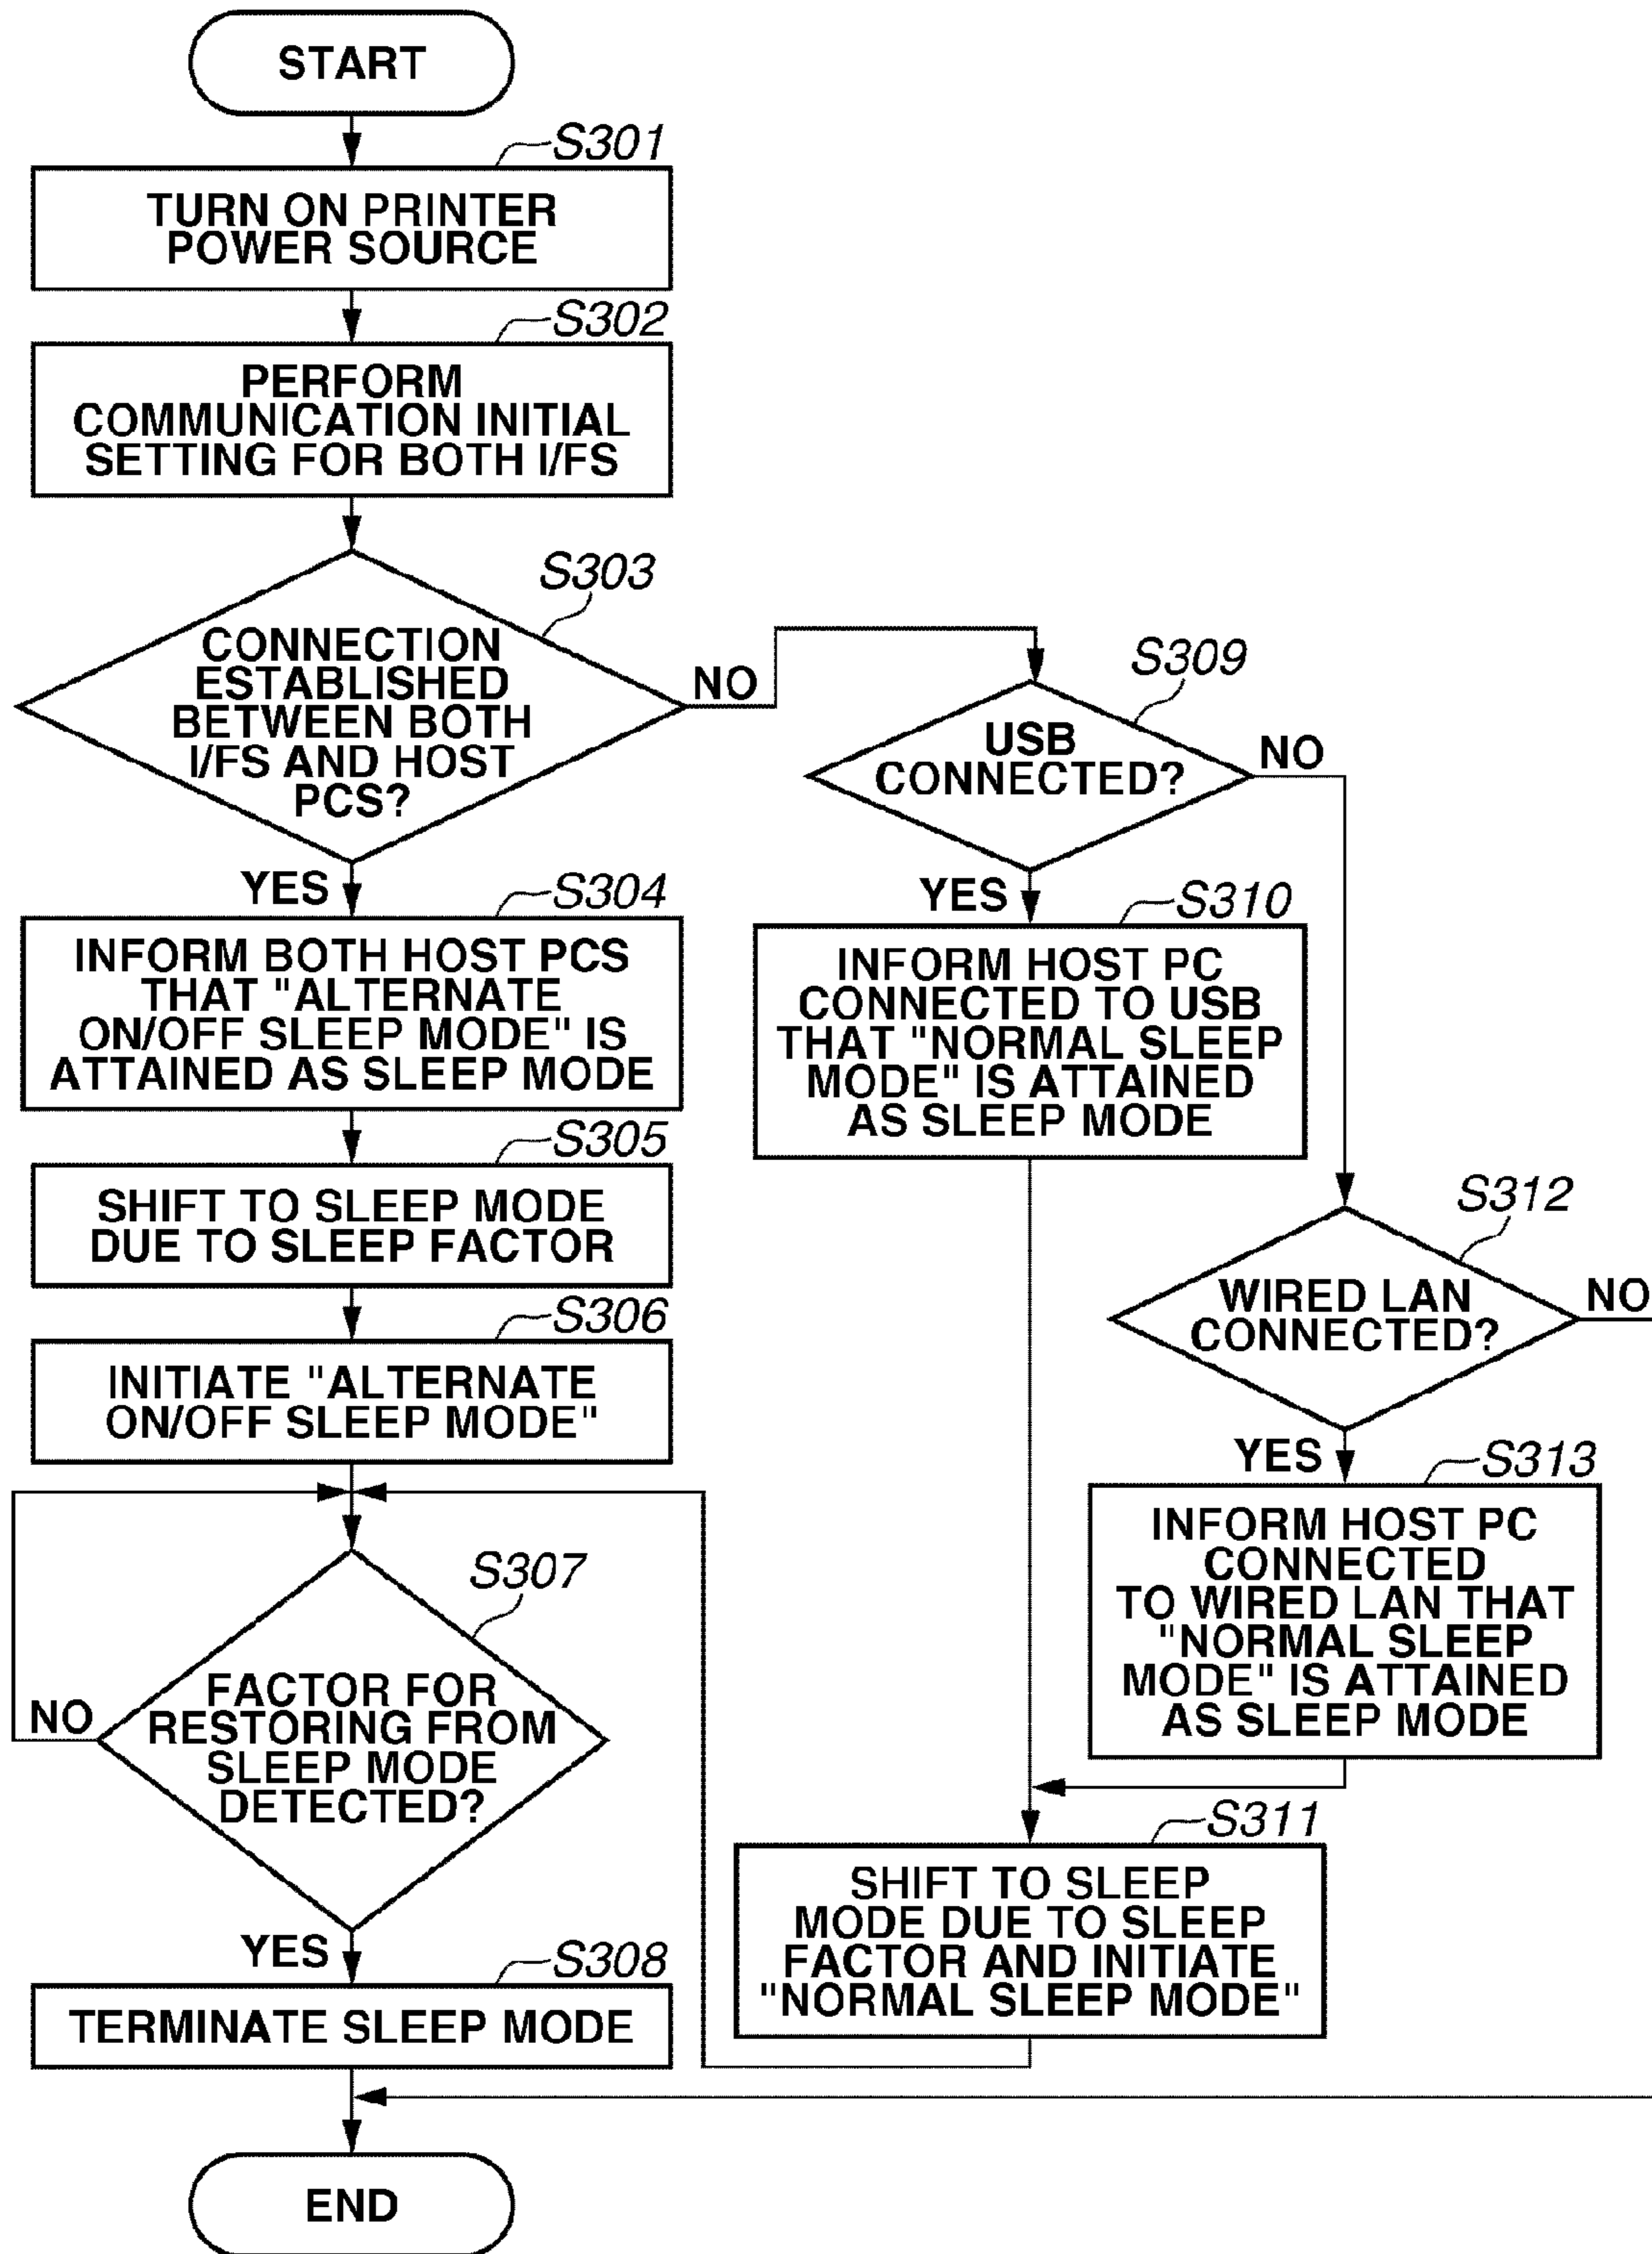 START
S301
TURN ON PRINTER
POWER SOURCE
S302
PERFORM
COMMUNICATION INITIAL
SETTING FOR BOTH I/FS
S303
CONNECTION
ESTABLISHED
BETWEEN BOTH
I/FS AND HOST
PCS?
NO
YES
S304
INFORM BOTH HOST PCS
THAT "ALTERNATE
ON/OFF SLEEP MODE" IS
ATTAINED AS SLEEP MODE
S305
SHIFT TO SLEEP MODE
DUE TO SLEEP FACTOR
S306
INITIATE "ALTERNATE
ON/OFF SLEEP MODE"
S307
FACTOR FOR
RESTORING FROM
SLEEP MODE
DETECTED?
NO
YES
S308
TERMINATE SLEEP MODE
END
S309
USB
CONNECTED?
NO
YES
S310
INFORM HOST PC
CONNECTED TO USB
THAT "NORMAL SLEEP
MODE" IS ATTAINED
AS SLEEP MODE
S312
WIRED LAN
CONNECTED?
NO
YES
S313
INFORM HOST PC
CONNECTED
TO WIRED LAN THAT
"NORMAL SLEEP
MODE" IS ATTAINED
AS SLEEP MODE
S311
SHIFT TO SLEEP
MODE DUE TO SLEEP
FACTOR AND INITIATE
"NORMAL SLEEP MODE"